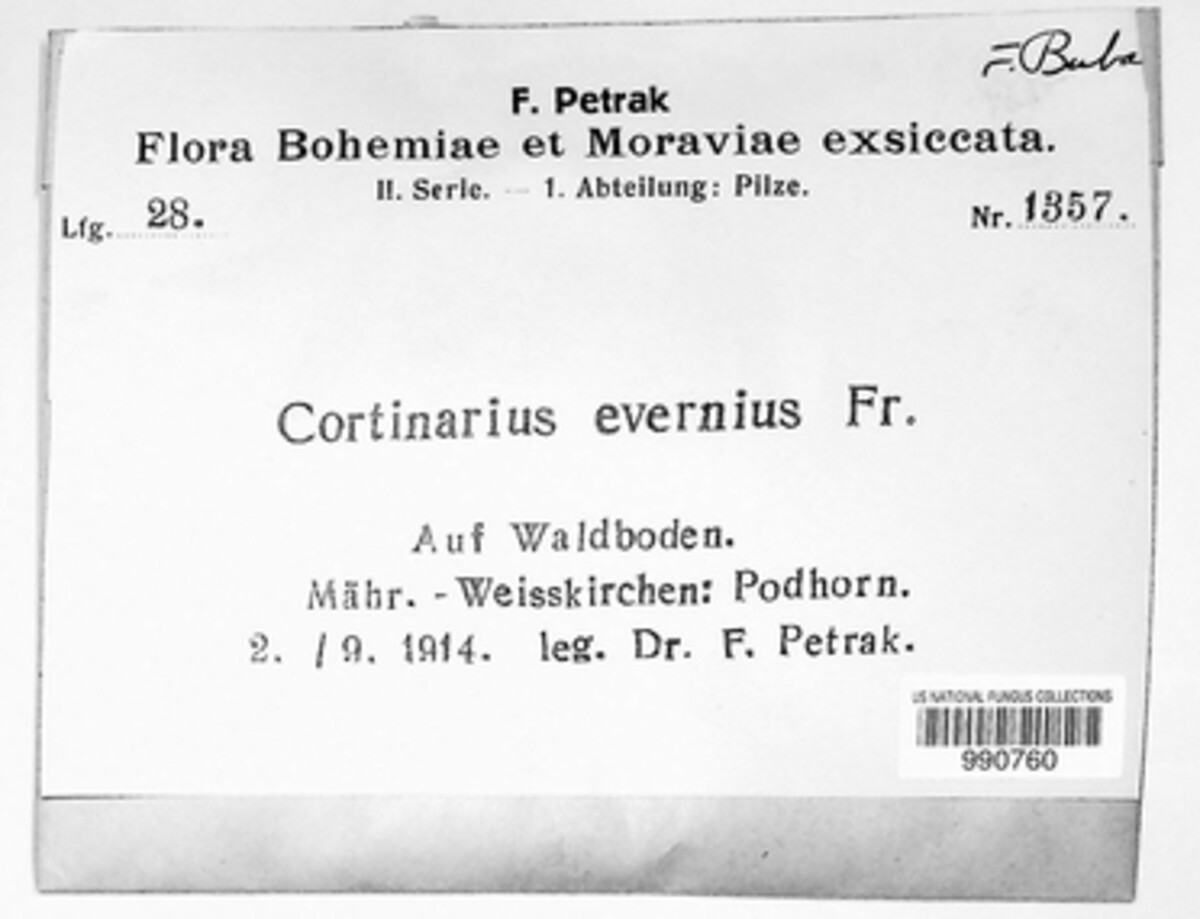 F. Buba
F. Petrak
Flora Bohemiae et Moraviae exsiccata.
II. Serie. — 1. Abteilung: Pilze.
Lfg. 28.
Nr. 1357.
Cortinarius evernius Fr.
Auf Waldboden.
Mähr. - Weisskirchen: Podhorn.
2. / 9. 1914. leg. Dr. F. Petrak.
US NATIONAL FUNGUS COLLECTIONS
990760